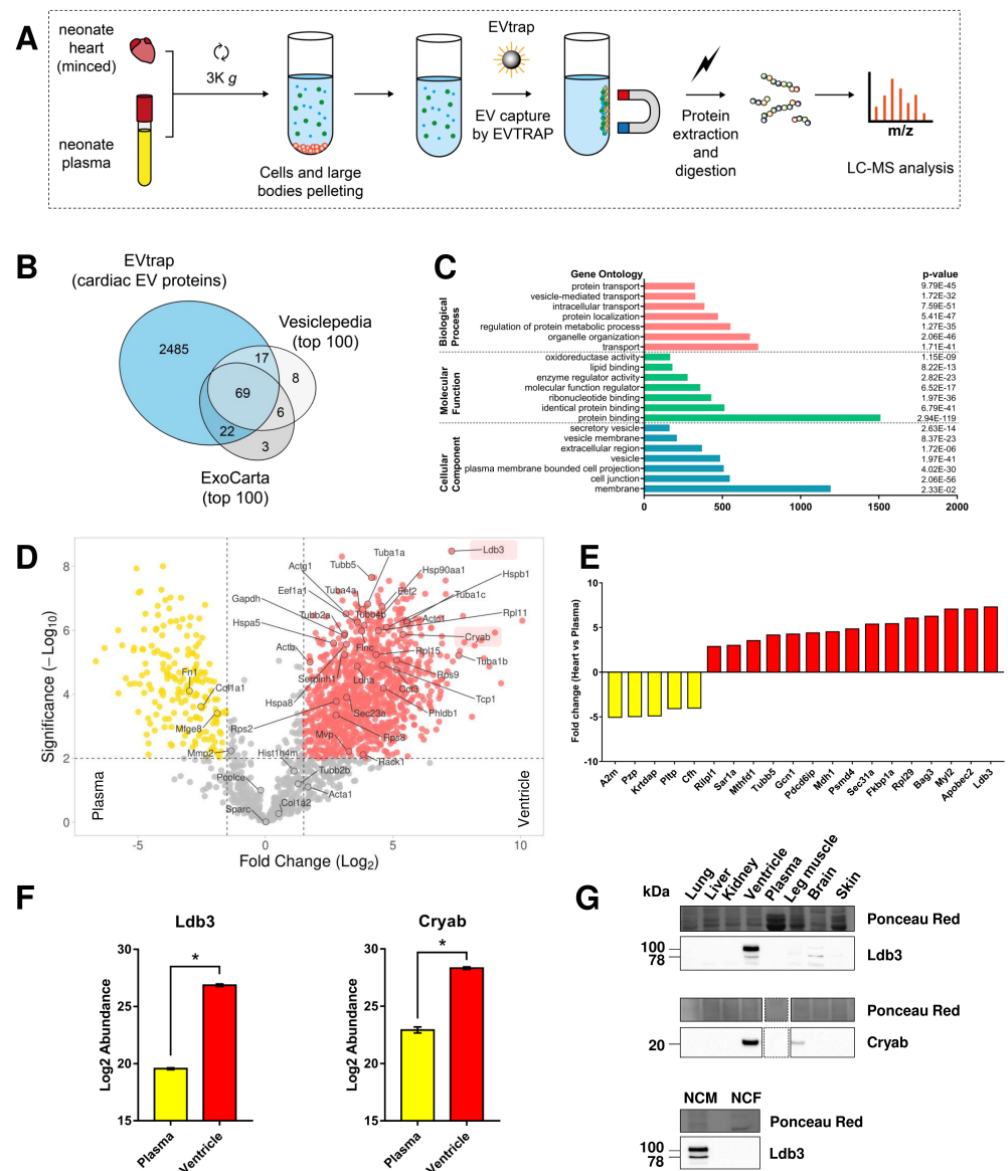 A
neonate
heart
(minced)
neonate
plasma
3K g
Cells and large
bodies pelleting
EVtrap
EV capture
by EVTRAP
Protein
extraction
and
digestion
m/z
LC-MS analysis
B
EVtrap
(cardiac EV proteins)
Vesiclepedia
(top 100)
2485
17
8
69
6
22
3
ExoCarta
(top 100)
C
Gene Ontology
p-value
Biological
Process
protein transport 9.79E-45
vesicle-mediated transport 1.72E-32
intracellular transport 7.59E-51
protein localization 5.41E-47
regulation of protein metabolic process 1.27E-35
organelle organization 2.06E-46
transport 1.71E-41
Molecular
Function
oxidoreductase activity 1.15E-09
lipid binding 8.22E-13
enzyme regulator activity 2.82E-23
molecular function regulator 6.52E-17
ribonucleotide binding 1.97E-36
identical protein binding 6.79E-41
protein binding 2.94E-119
Cellular
Component
secretory vesicle 2.63E-14
vesicle membrane 8.37E-23
extracellular region 1.72E-06
vesicle 1.97E-41
plasma membrane bounded cell projection 4.02E-30
cell junction 2.06E-56
membrane 2.33E-02
0 500 1000 1500 2000
D
Significance (−Log10)
8
6
4
2
0
Plasma
Ventricle
Tuba1a
Ldb3
Tubb5
Actg1
Hsp90aa1
Hspb1
Tuba4a
Eef2
Eef1a1
Tuba1c
Gapdh
Tubb2a
Tubb4b
Actc1
Rpl11
Hspa5
Cryab
Flnc
Rpl15
Actb
Tuba1b
Fn1
Serpinh1
Ldha
Cct3
Rps9
Col1a1
Tcp1
Hspa8
Sec23a
Phldb1
Mfge8
Rps2
Rps8
Mvp
Mmp2
Hist1h4m
Rack1
Pcolce
Tubb2b
Acta1
Sparc
Col1a2
-5 0 5 10
Fold Change (Log2)
E
Fold change (Heart vs Plasma)
10
5
0
-5
-10
A2m
Pzp
Krtdap
Pltp
Cfh
Rilpl1
Sar1a
Mthfd1
Tubb5
Gcn1
Pdcd6ip
Mdh1
Psmd4
Sec31a
Fkbp1a
Rpl29
Bag3
Myl2
Apobec2
Ldb3
F
Ldb3
Log2 Abundance
30
25
20
15
*
Plasma
Ventricle
Cryab
Log2 Abundance
30
25
20
15
*
Plasma
Ventricle
G
kDa
Lung
Liver
Kidney
Ventricle
Plasma
Leg muscle
Brain
Skin
Ponceau Red
100
78
Ldb3
Ponceau Red
20
Cryab
NCM NCF
Ponceau Red
100
78
Ldb3